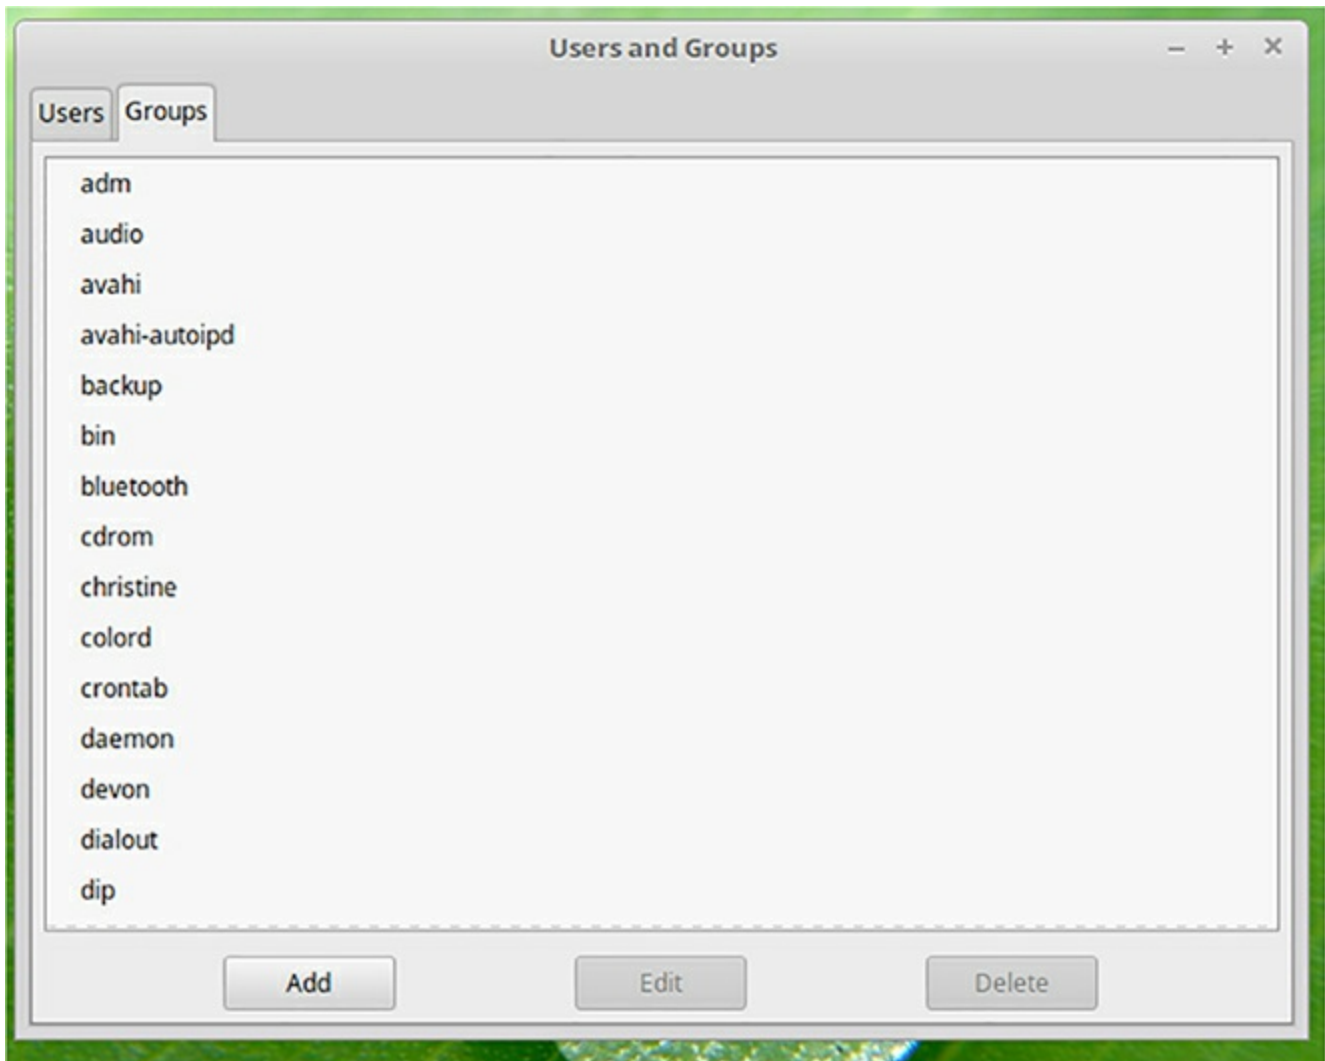 Users and Groups
Users Groups
adm
audio
avahi
avahi-autoipd
backup
bin
bluetooth
cdrom
christine
colord
crontab
daemon
devon
dialout
dip
Add Edit Delete